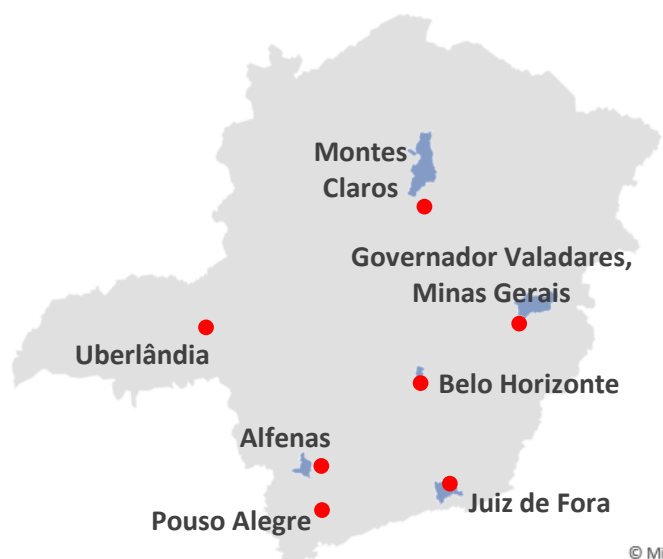 Montes
Claros
Governador Valadares,
Minas Gerais
Uberlândia
Belo Horizonte
Alfenas
Juiz de Fora
Pouso Alegre